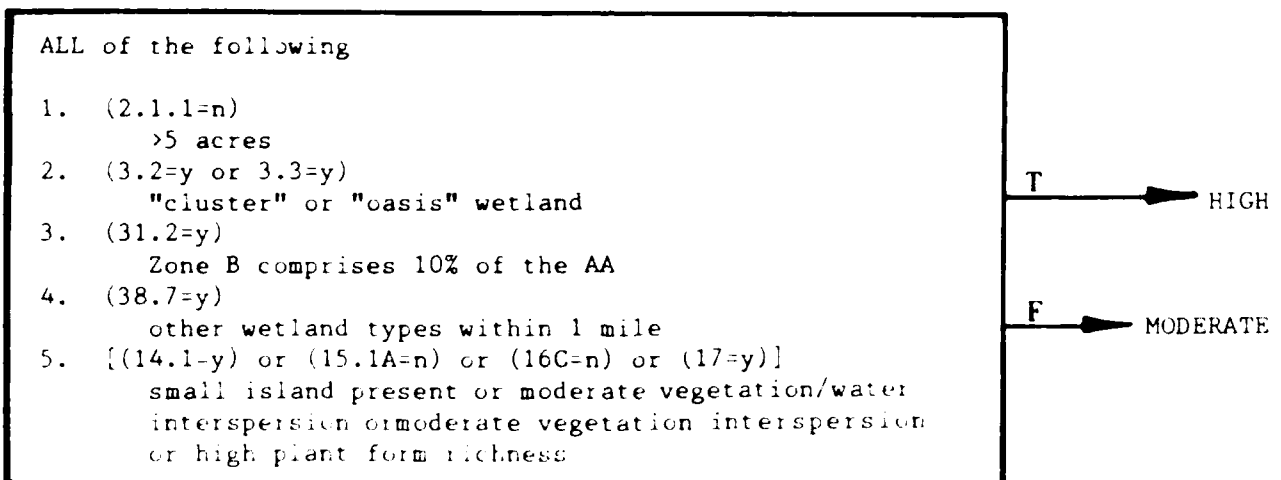 ALL of the following
1. (2.1.1=n)
>5 acres
2. (3.2=y or 3.3=y)
"cluster" or "oasis" wetland
3. (31.2=y)
Zone B comprises 10% of the AA
4. (38.7=y)
other wetland types within 1 mile
5. [(14.1-y) or (15.1A=n) or (16C=n) or (17=y)]
small island present or moderate vegetation/water
interspersion ormoderate vegetation interspersion
or high plant form richness
T
HIGH
F
MODERATE